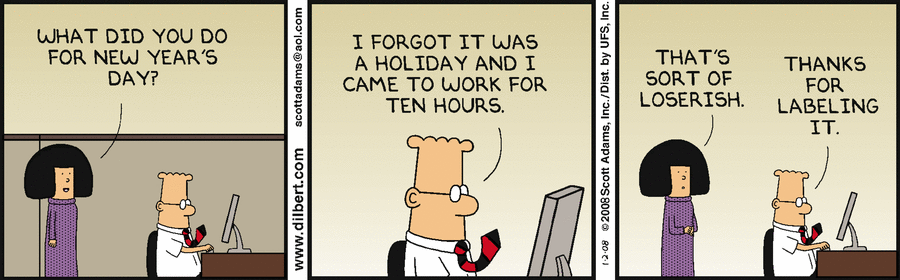 WHAT DID YOU DO
FOR NEW YEAR'S
DAY?
www.dilbert.com
scottadams@aol.com
I FORGOT IT WAS
A HOLIDAY AND I
CAME TO WORK FOR
TEN HOURS.
1-2-08 ©2008 Scott Adams, Inc./Dist. by UFS, Inc.
THAT'S
SORT OF
LOSERISH.
THANKS
FOR
LABELING
IT.